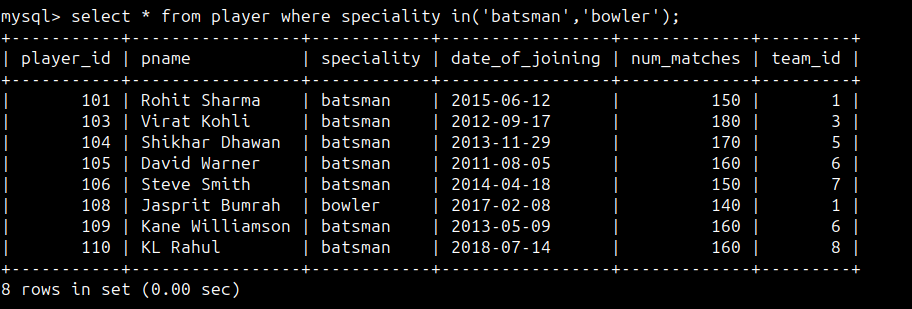 mysql> select * from player where speciality in('batsman','bowler');
+-----------+-----------------+------------+-----------------+-------------+---------+
| player_id | pname           | speciality | date_of_joining | num_matches | team_id |
+-----------+-----------------+------------+-----------------+-------------+---------+
|       101 | Rohit Sharma    | batsman    | 2015-06-12      |         150 |       1 |
|       103 | Virat Kohli     | batsman    | 2012-09-17      |         180 |       3 |
|       104 | Shikhar Dhawan  | batsman    | 2013-11-29      |         170 |       5 |
|       105 | David Warner    | batsman    | 2011-08-05      |         160 |       6 |
|       106 | Steve Smith     | batsman    | 2014-04-18      |         150 |       7 |
|       108 | Jasprit Bumrah  | bowler     | 2017-02-08      |         140 |       1 |
|       109 | Kane Williamson | batsman    | 2013-05-09      |         160 |       6 |
|       110 | KL Rahul        | batsman    | 2018-07-14      |         160 |       8 |
+-----------+-----------------+------------+-----------------+-------------+---------+
8 rows in set (0.00 sec)